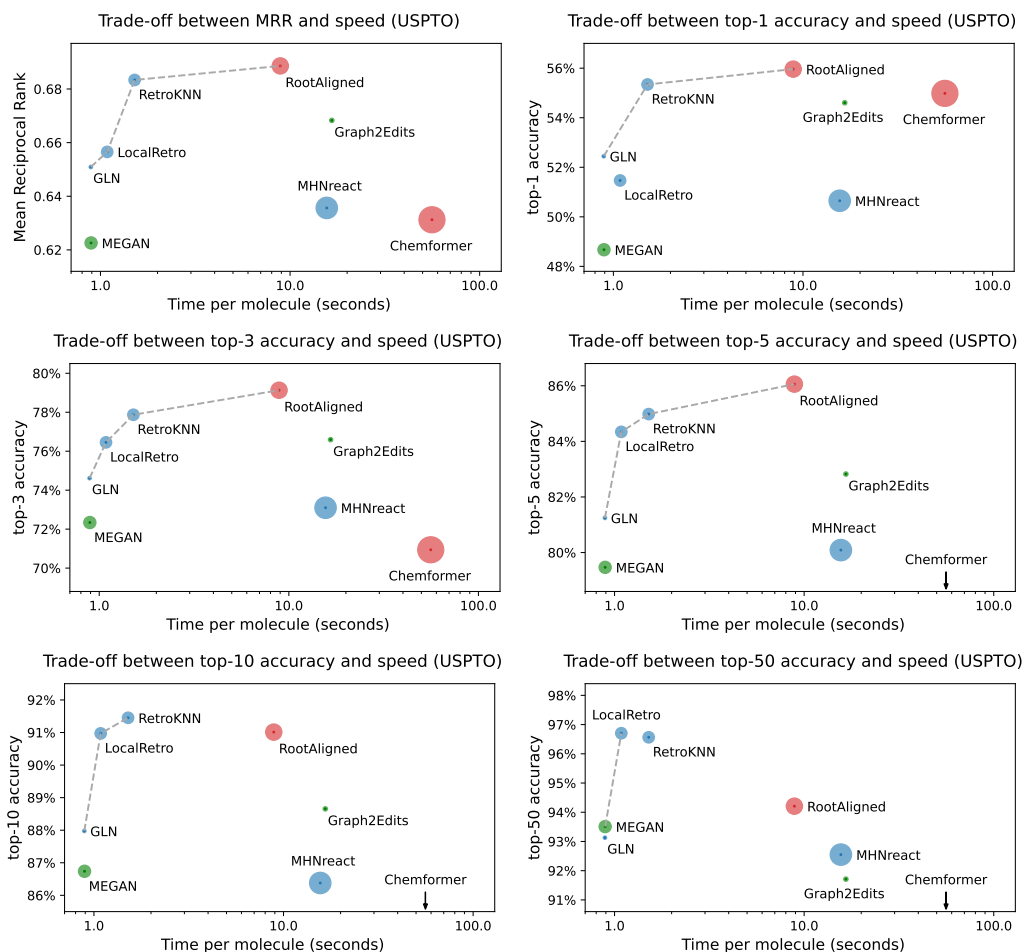 Trade-off between MRR and speed (USPTO)
Mean Reciprocal Rank
0.68
0.66
0.64
0.62
RootAligned
RetroKNN
Graph2Edits
LocalRetro
GLN
MHNreact
MEGAN
Chemformer
1.0
10.0
100.0
Time per molecule (seconds)
Trade-off between top-1 accuracy and speed (USPTO)
top-1 accuracy
56%
54%
52%
50%
48%
RootAligned
RetroKNN
Graph2Edits
Chemformer
GLN
LocalRetro
MHNreact
MEGAN
1.0
10.0
100.0
Time per molecule (seconds)
Trade-off between top-3 accuracy and speed (USPTO)
top-3 accuracy
80%
78%
76%
74%
72%
70%
RootAligned
RetroKNN
LocalRetro
Graph2Edits
GLN
MHNreact
MEGAN
Chemformer
1.0
10.0
100.0
Time per molecule (seconds)
Trade-off between top-5 accuracy and speed (USPTO)
top-5 accuracy
86%
84%
82%
80%
RootAligned
RetroKNN
LocalRetro
Graph2Edits
GLN
MHNreact
MEGAN
Chemformer
1.0
10.0
100.0
Time per molecule (seconds)
Trade-off between top-10 accuracy and speed (USPTO)
top-10 accuracy
92%
91%
90%
89%
88%
87%
86%
RetroKNN
LocalRetro
RootAligned
Graph2Edits
GLN
MHNreact
MEGAN
Chemformer
1.0
10.0
100.0
Time per molecule (seconds)
Trade-off between top-50 accuracy and speed (USPTO)
top-50 accuracy
98%
97%
96%
95%
94%
93%
92%
91%
LocalRetro
RetroKNN
RootAligned
MEGAN
GLN
MHNreact
Graph2Edits
Chemformer
1.0
10.0
100.0
Time per molecule (seconds)